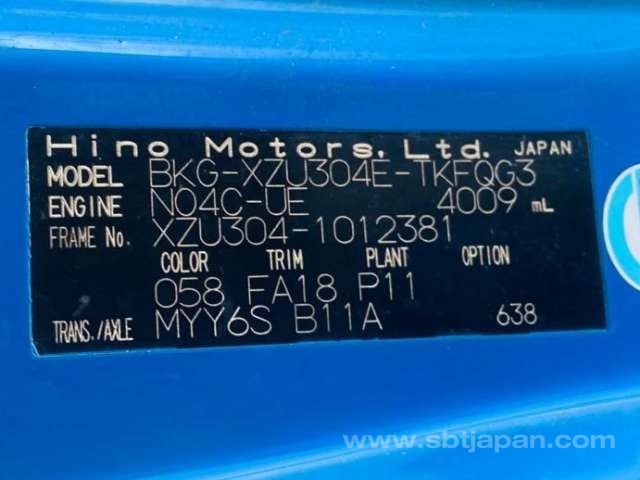 Hino Motors, Ltd. JAPAN
MODEL BKG-XZU304E-TKFQG3
ENGINE N04C-UE 4009 mL
FRAME No. XZU304-1012381
COLOR TRIM PLANT OPTION
058 FA18 P11
TRANS./AXLE MYY6S B11A 638
www.sbtjapan.com